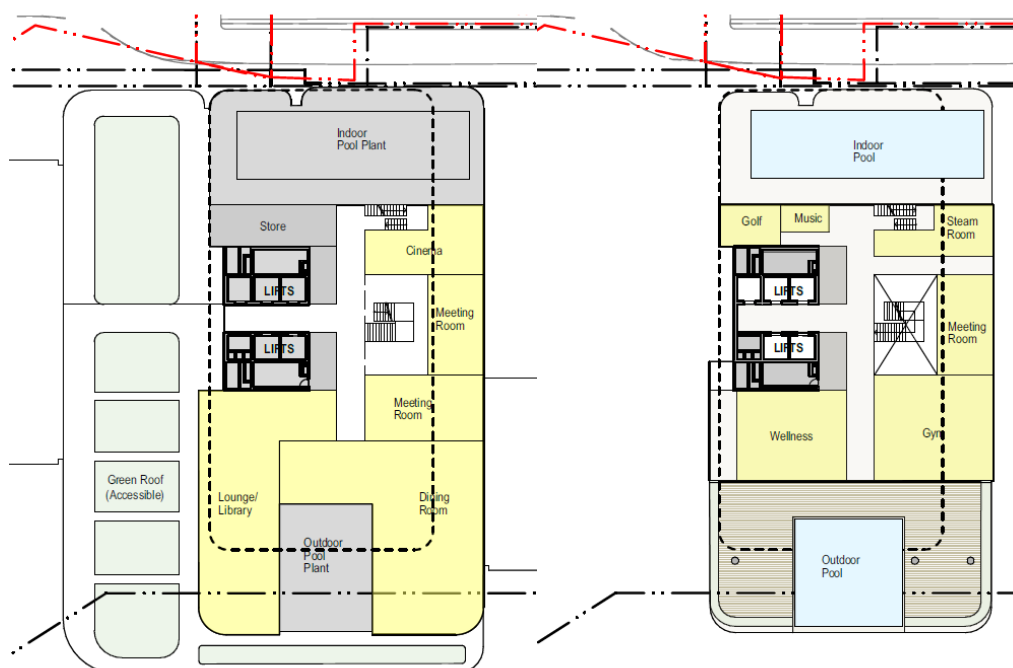 Indoor
Pool Plant
Store
Cinema
LIFTS
Meeting
Room
LIFTS
Meeting
Room
Green Roof
(Accessible)
Lounge/
Library
Dining
Room
Outdoor
Pool
Plant
Indoor
Pool
Golf
Music
Steam
Room
LIFTS
Meeting
Room
LIFTS
Wellness
Gym
Outdoor
Pool